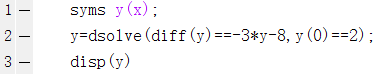 1 — syms y(x);
2 — y=dsolve(diff(y)==-3*y-8,y(0)==2);
3 — disp(y)